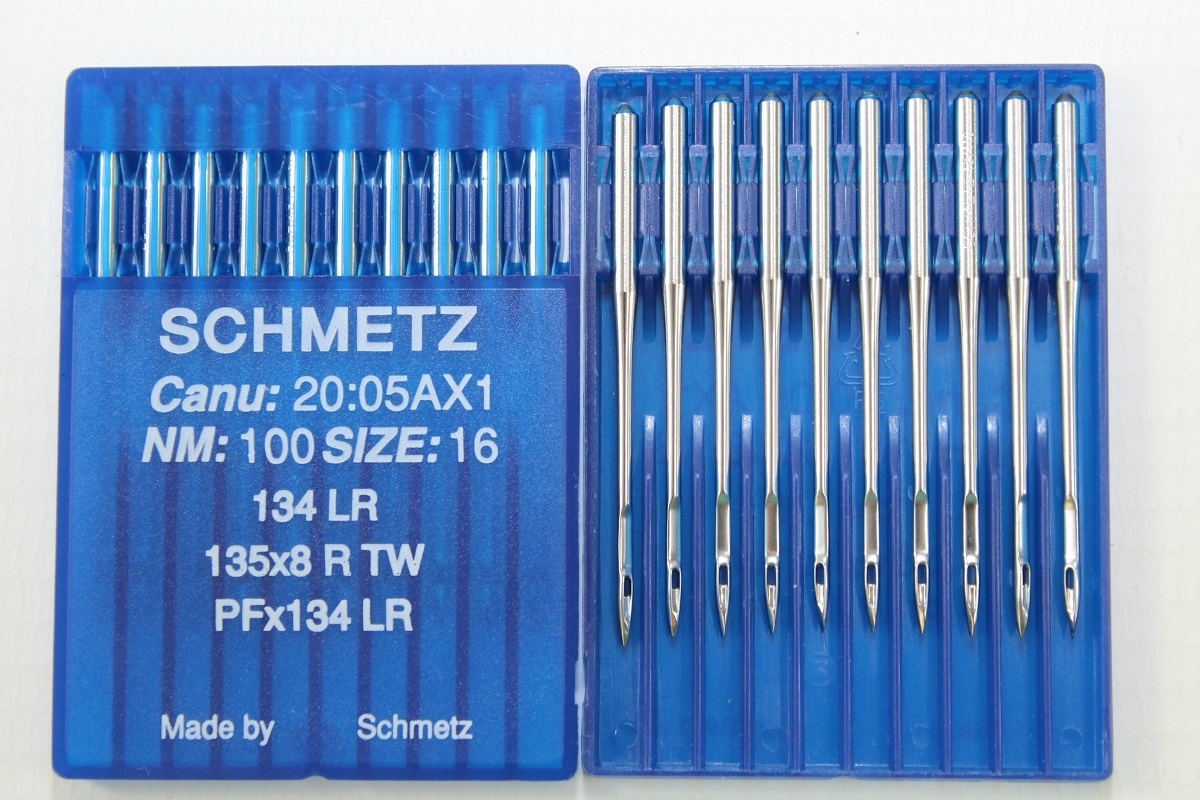 SCHMETZ
Canu: 20:05AX1
NM: 100 SIZE: 16
134 LR
135x8 R TW
PFx134 LR
Made by Schmetz